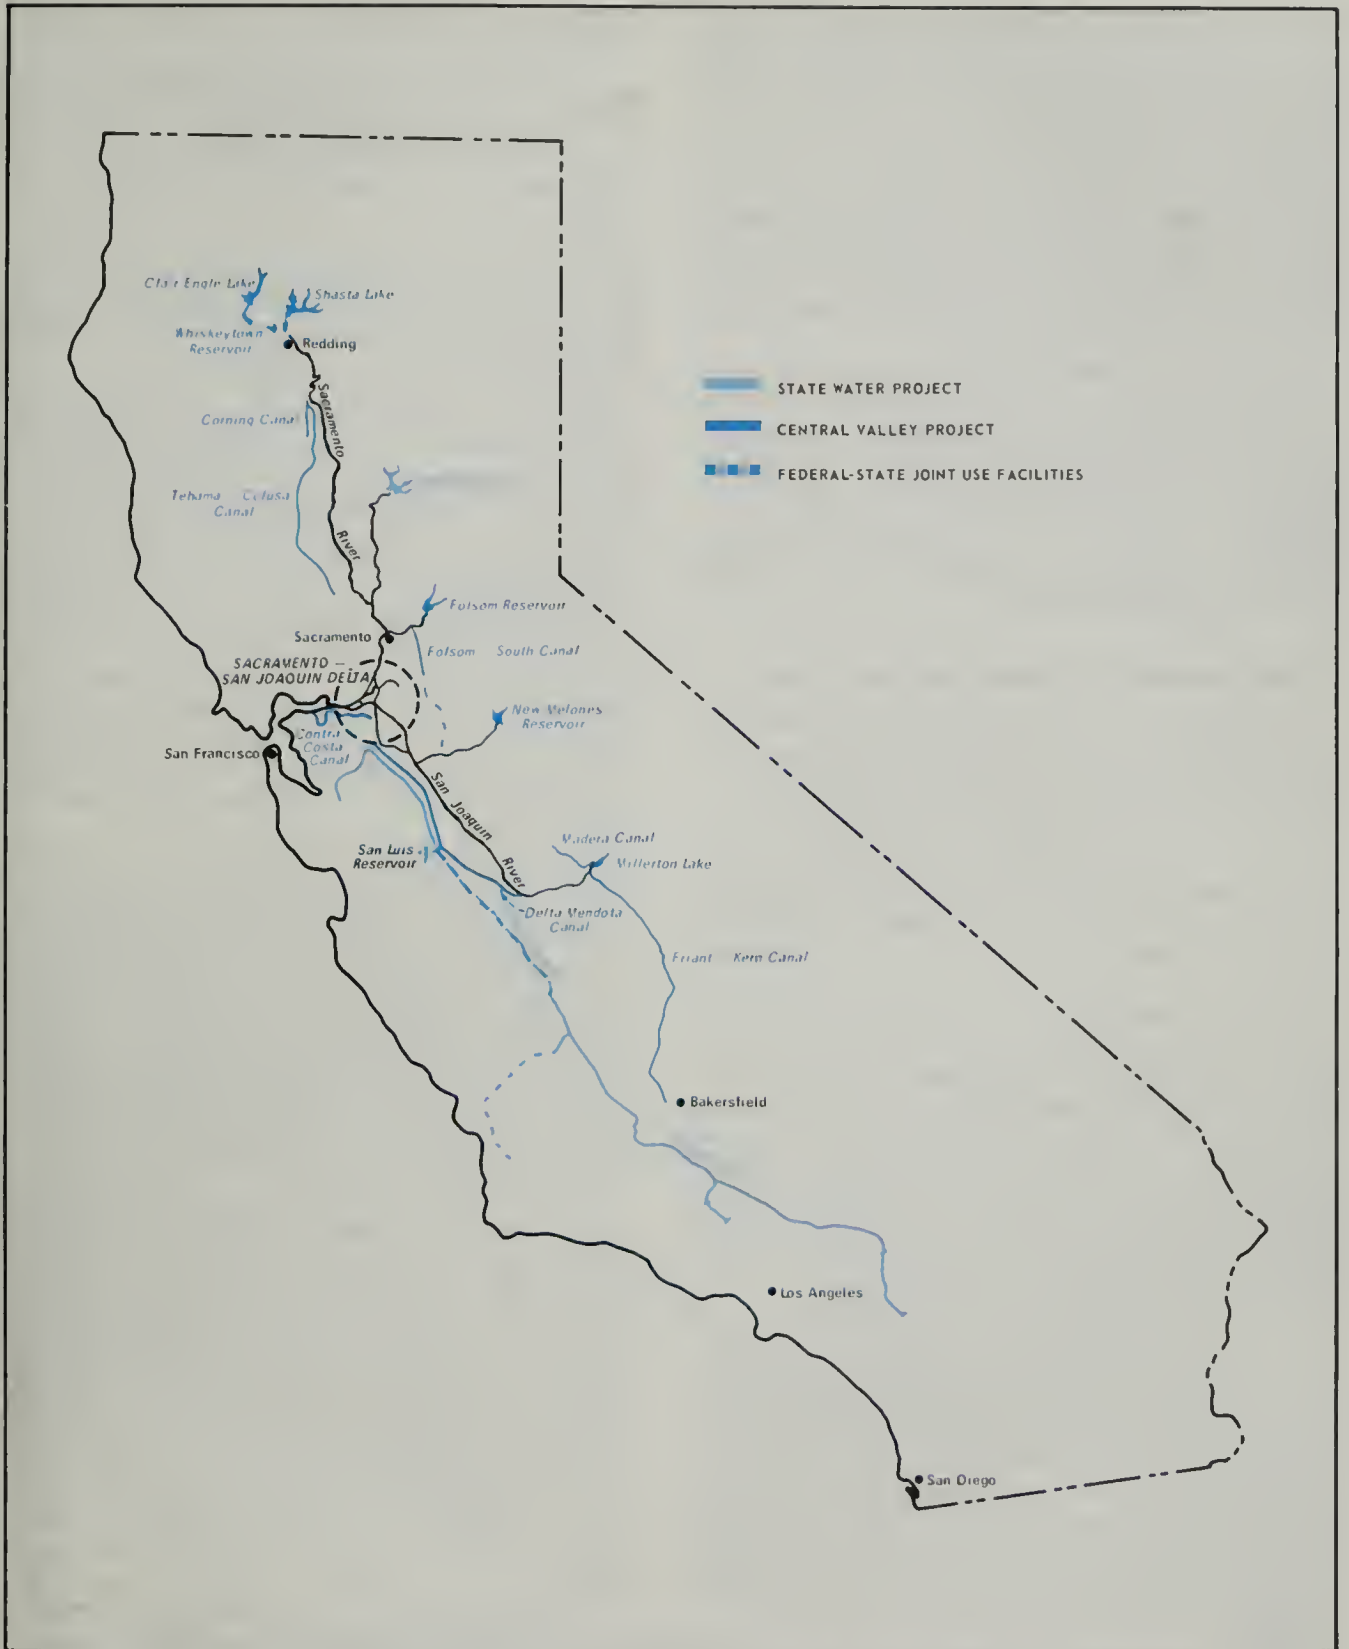 Clair Engle Lake
Shasta Lake
Whiskeytown
Reservoir
Redding
STATE WATER PROJECT
CENTRAL VALLEY PROJECT
FEDERAL-STATE JOINT USE FACILITIES
Corning Canal
Sacramento
River
Tehama Colusa
Canal
Folsom Reservoir
Sacramento
Folsom South Canal
SACRAMENTO –
SAN JOAQUIN DELTA
New Melones
Reservoir
Contra
Costa
Canal
San Francisco
San Joaquin
River
Madera Canal
Millerton Lake
San Luis
Reservoir
Delta Mendota
Canal
Friant Kern Canal
Bakersfield
Los Angeles
San Diego